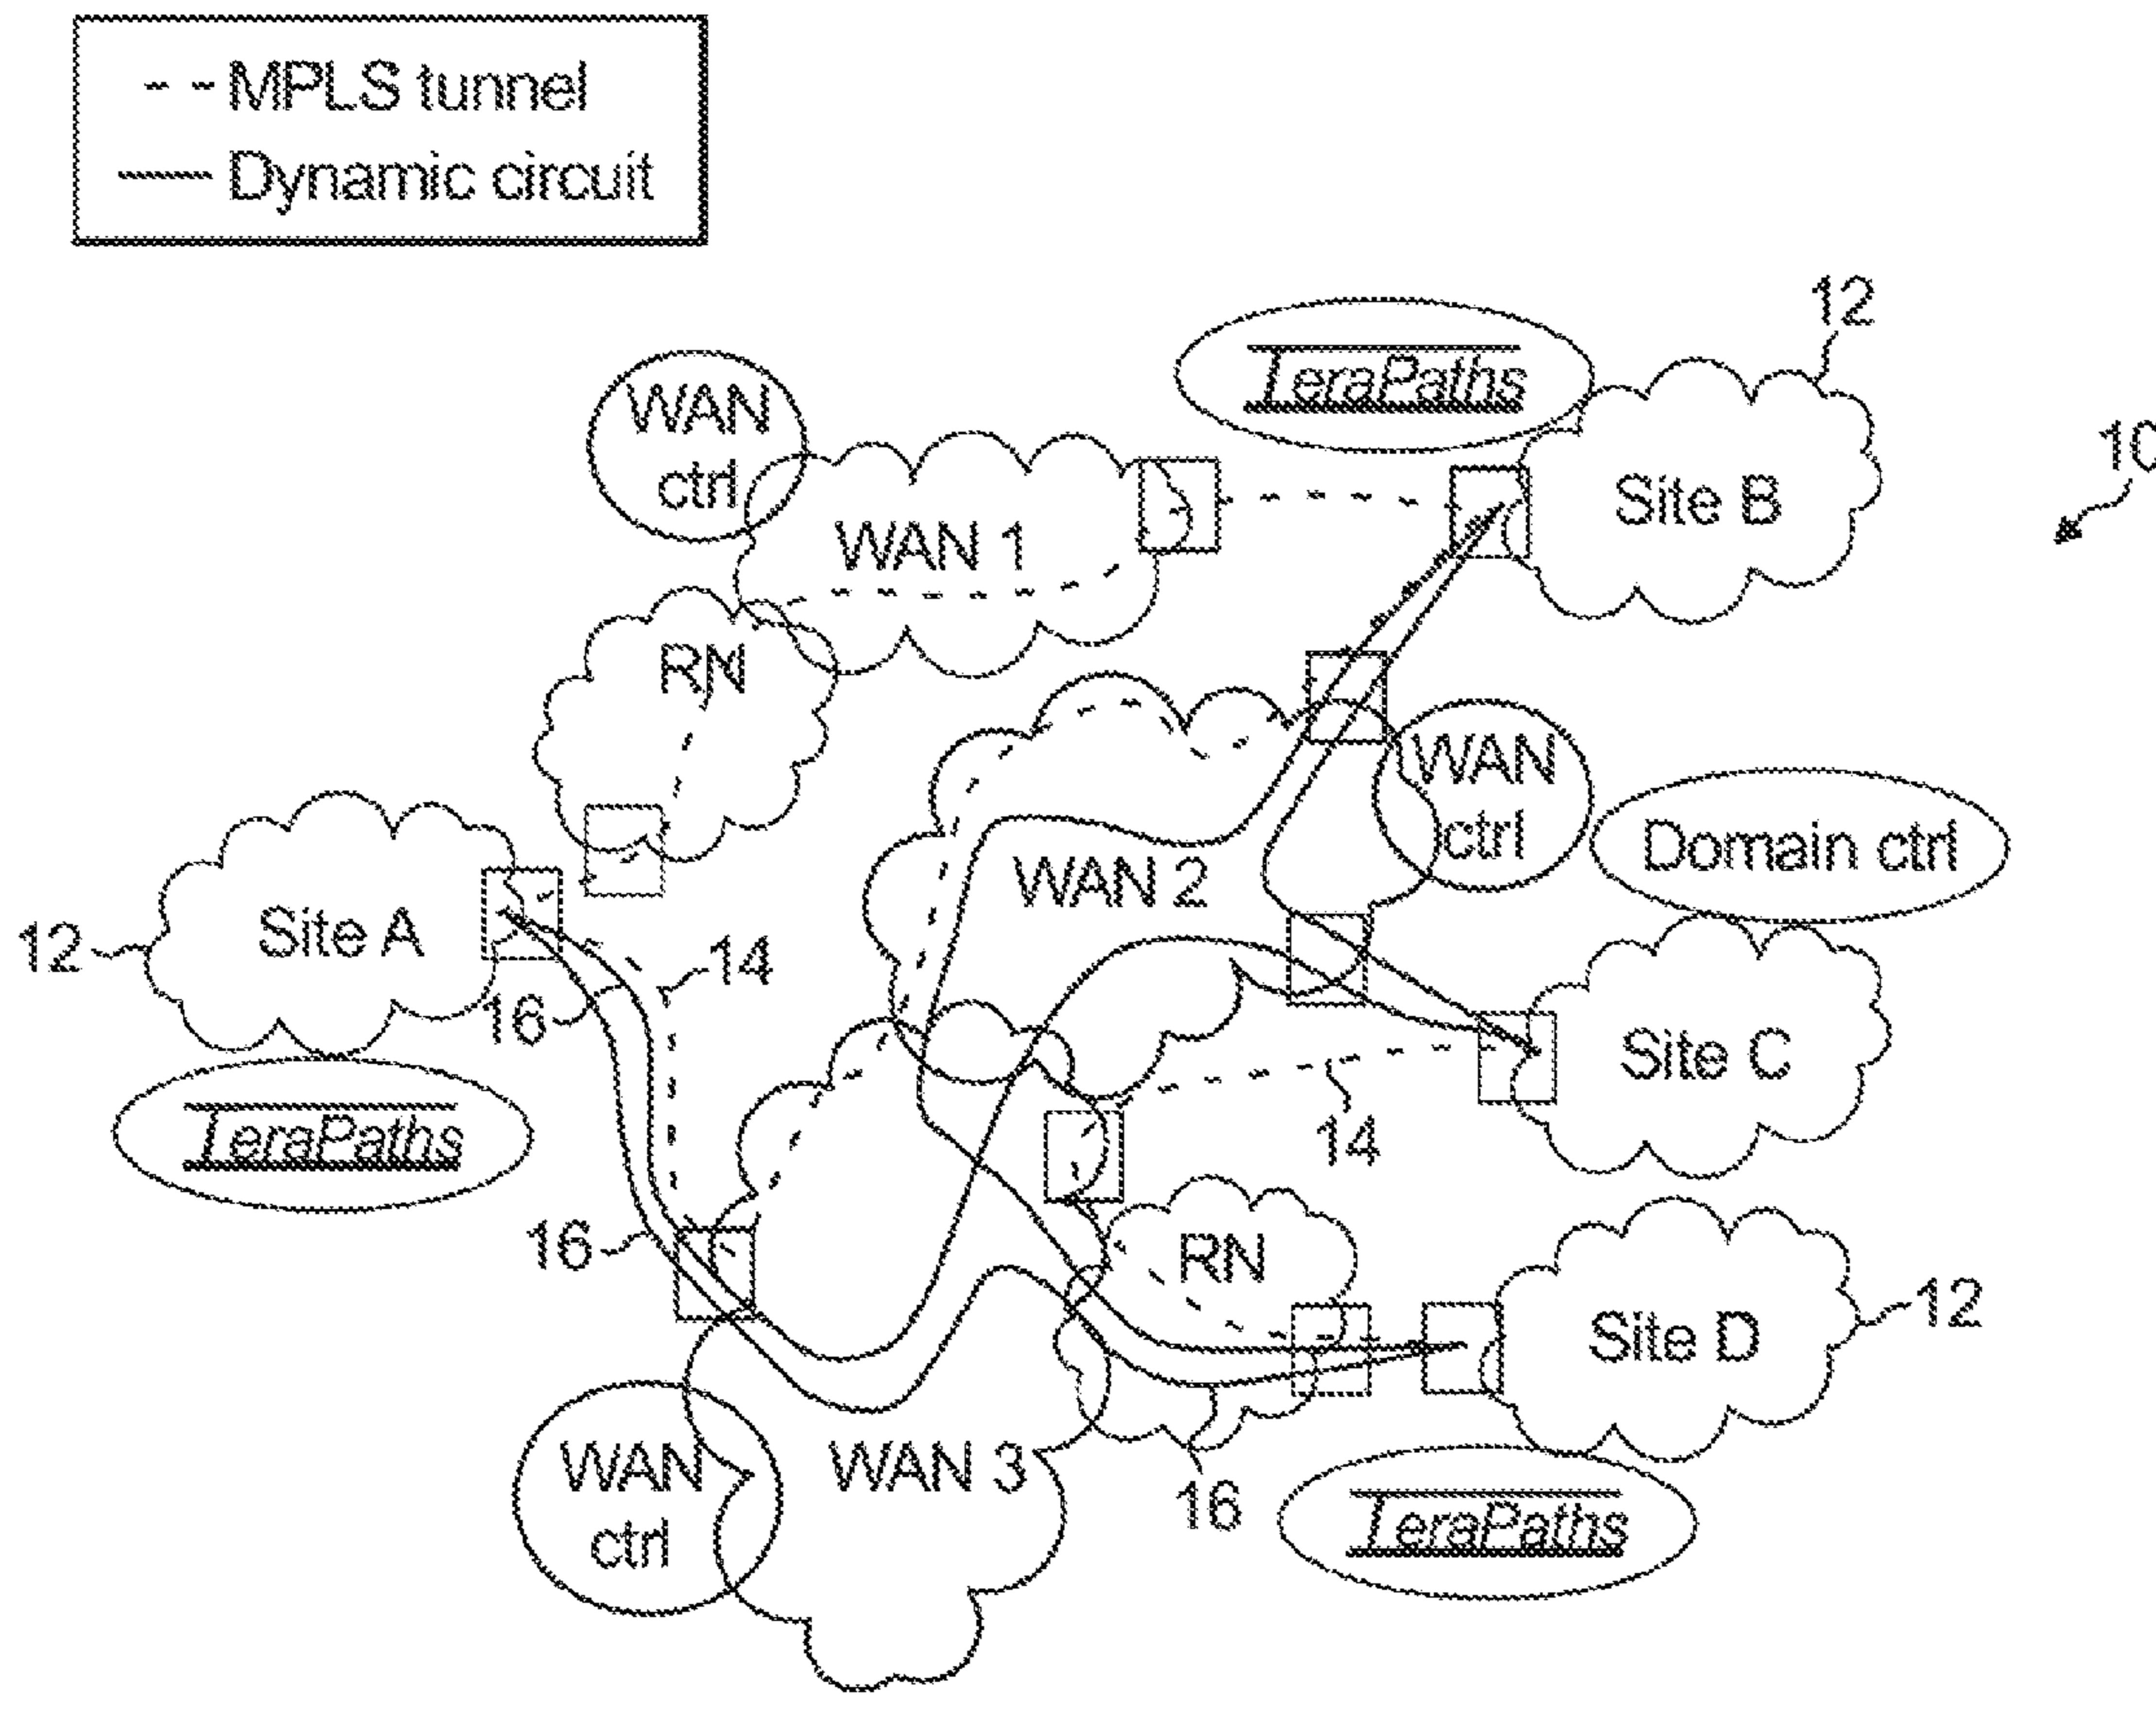 - - MPLS tunnel
— Dynamic circuit
12
TeraPaths
WAN
ctrl
10
Site B
WAN 1
RN
WAN
ctrl
Domain ctrl
WAN 2
Site A
12
14
16
Site C
TeraPaths
14
16
RN
12
Site D
WAN
ctrl
WAN 3
16
TeraPaths